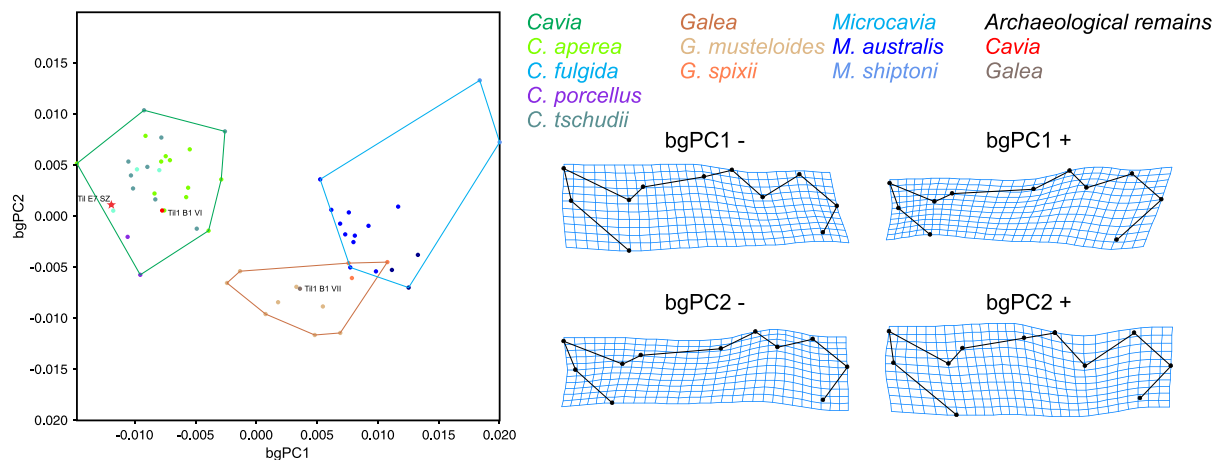 Cavia Galea Microcavia Archaeological remains
C. aperea G. musteloides M. australis Cavia
C. fulgida G. spixii M. shiptoni Galea
C. porcellus
C. tschudii
0.015
0.010
0.005
0.000
-0.005
-0.010
-0.015
0.020
bgPC2
Til E7 SZ
Til1 B1 VI
Til1 B1 VII
-0.010 -0.005 0.000 0.005 0.010 0.015 0.020
bgPC1
bgPC1 - bgPC1 +
bgPC2 - bgPC2 +